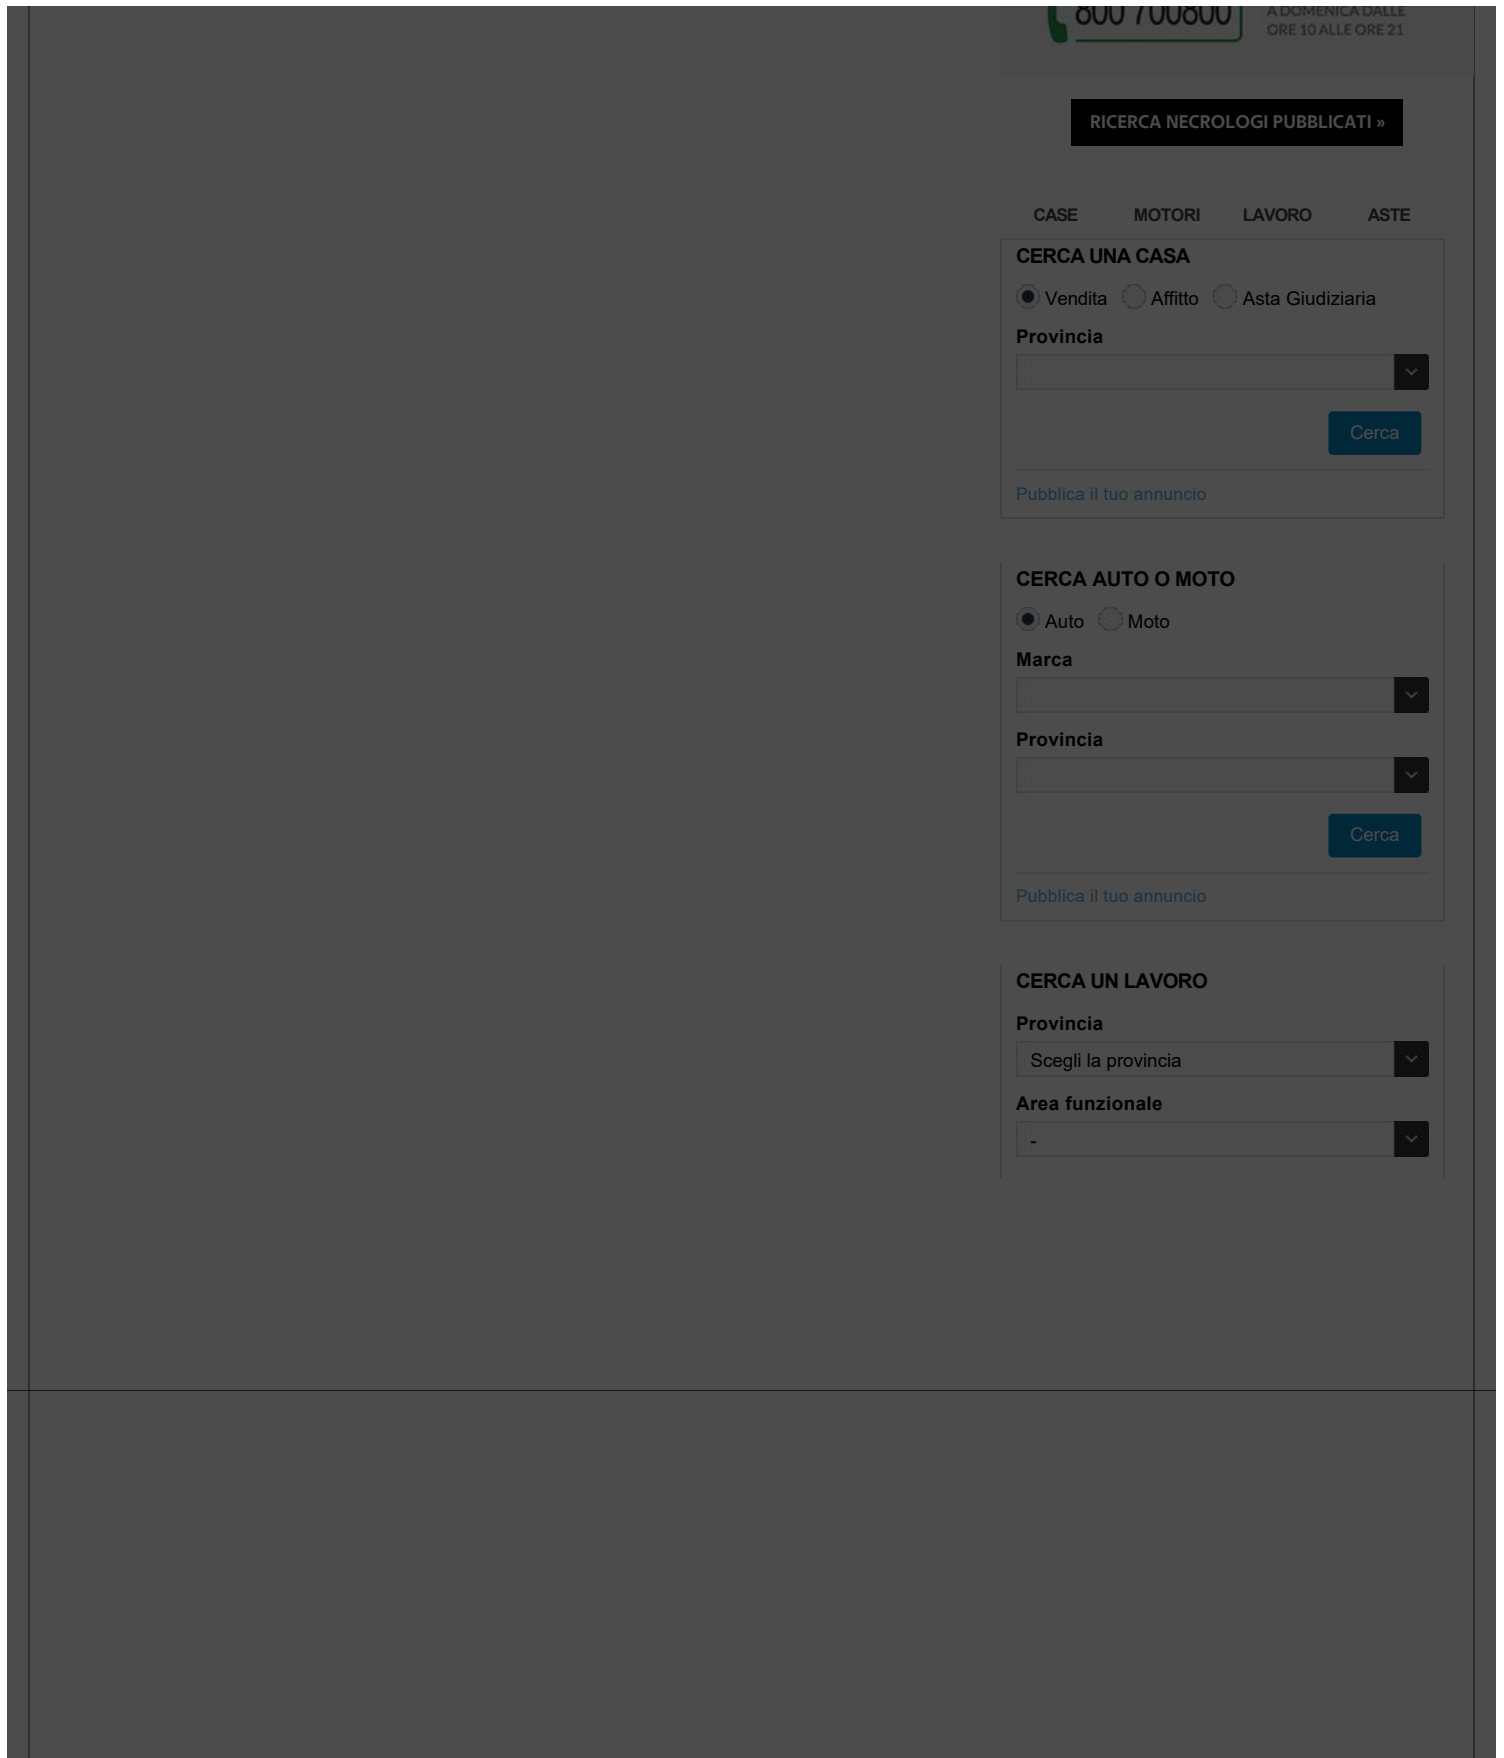 800 700800
A DOMENICA DALLE
ORE 10 ALLE ORE 21
RICERCA NECROLOGI PUBBLICATI »
CASE MOTORI LAVORO ASTE
CERCA UNA CASA
Vendita Affitto Asta Giudiziaria
Provincia
Cerca
Pubblica il tuo annuncio
CERCA AUTO O MOTO
Auto Moto
Marca
Provincia
Cerca
Pubblica il tuo annuncio
CERCA UN LAVORO
Provincia
Scegli la provincia
Area funzionale
-